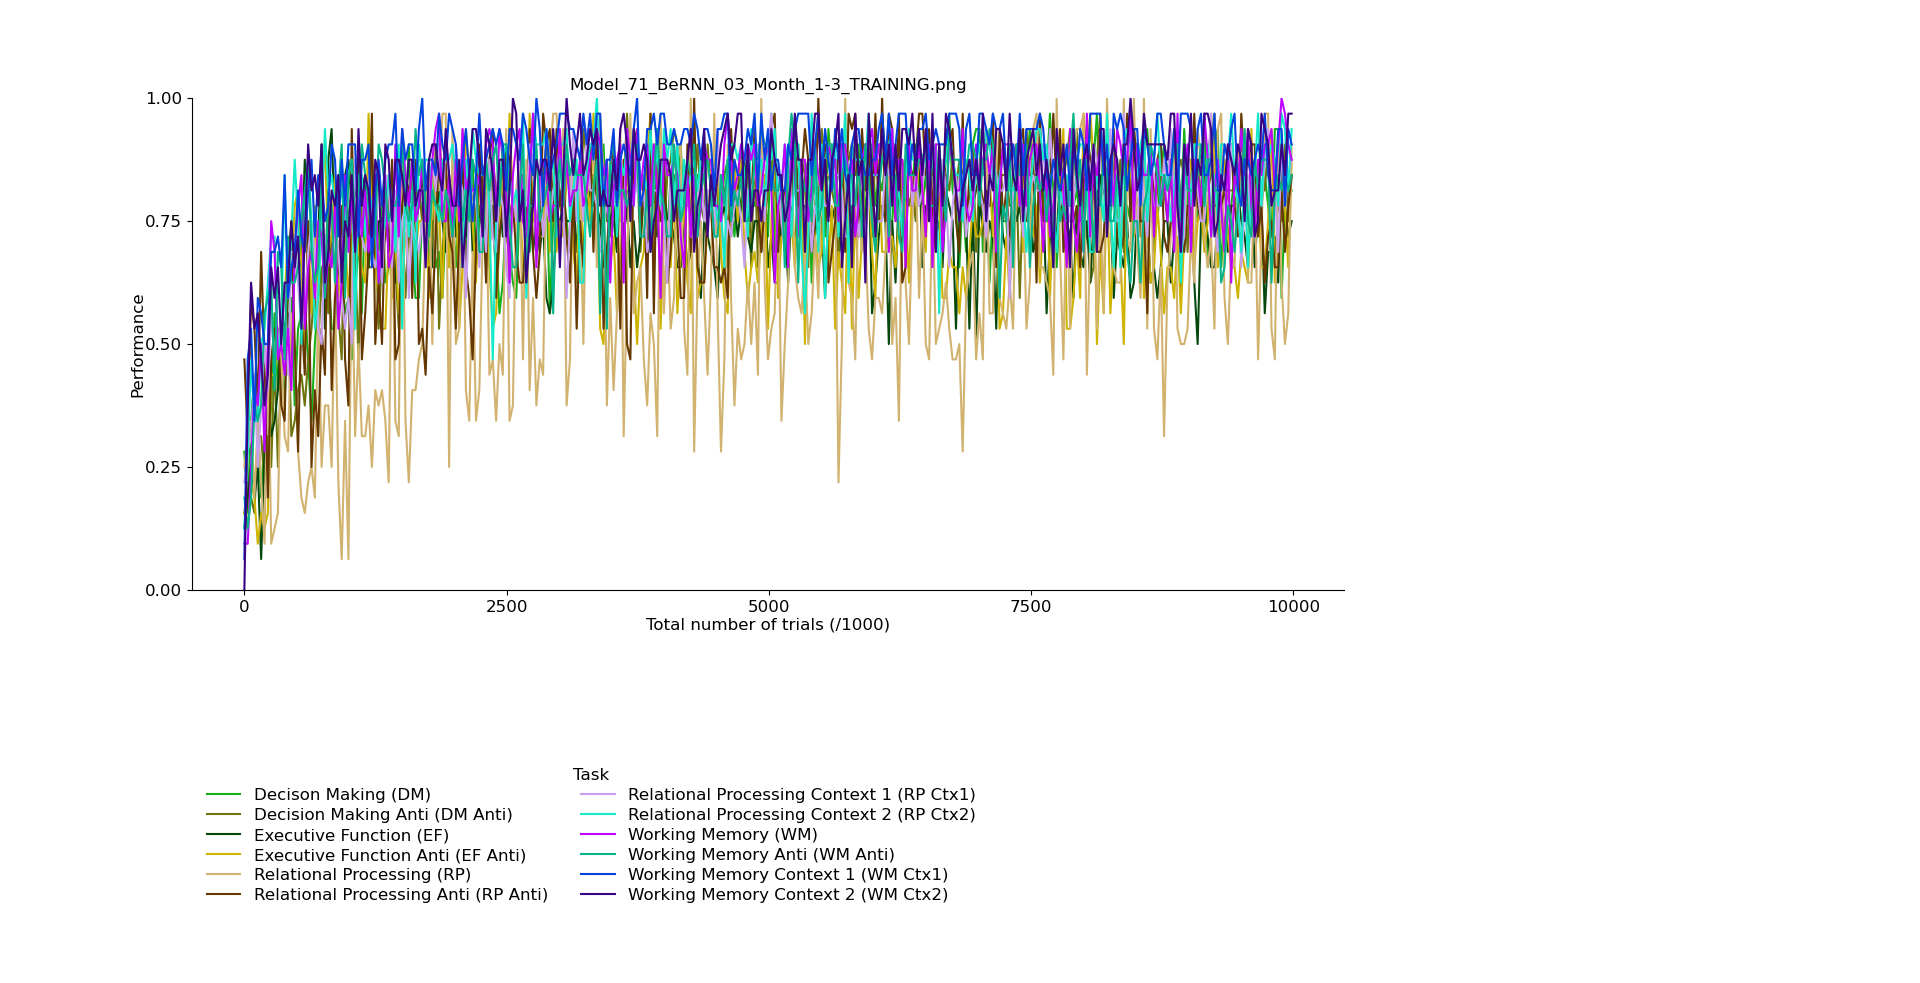 Model_71_BeRNN_03_Month_1-3_TRAINING.png
1.00
0.75
0.50
0.25
0.00
Performance
0 2500 5000 7500 10000
Total number of trials (/1000)
Task
Decison Making (DM)
Decision Making Anti (DM Anti)
Executive Function (EF)
Executive Function Anti (EF Anti)
Relational Processing (RP)
Relational Processing Anti (RP Anti)
Relational Processing Context 1 (RP Ctx1)
Relational Processing Context 2 (RP Ctx2)
Working Memory (WM)
Working Memory Anti (WM Anti)
Working Memory Context 1 (WM Ctx1)
Working Memory Context 2 (WM Ctx2)